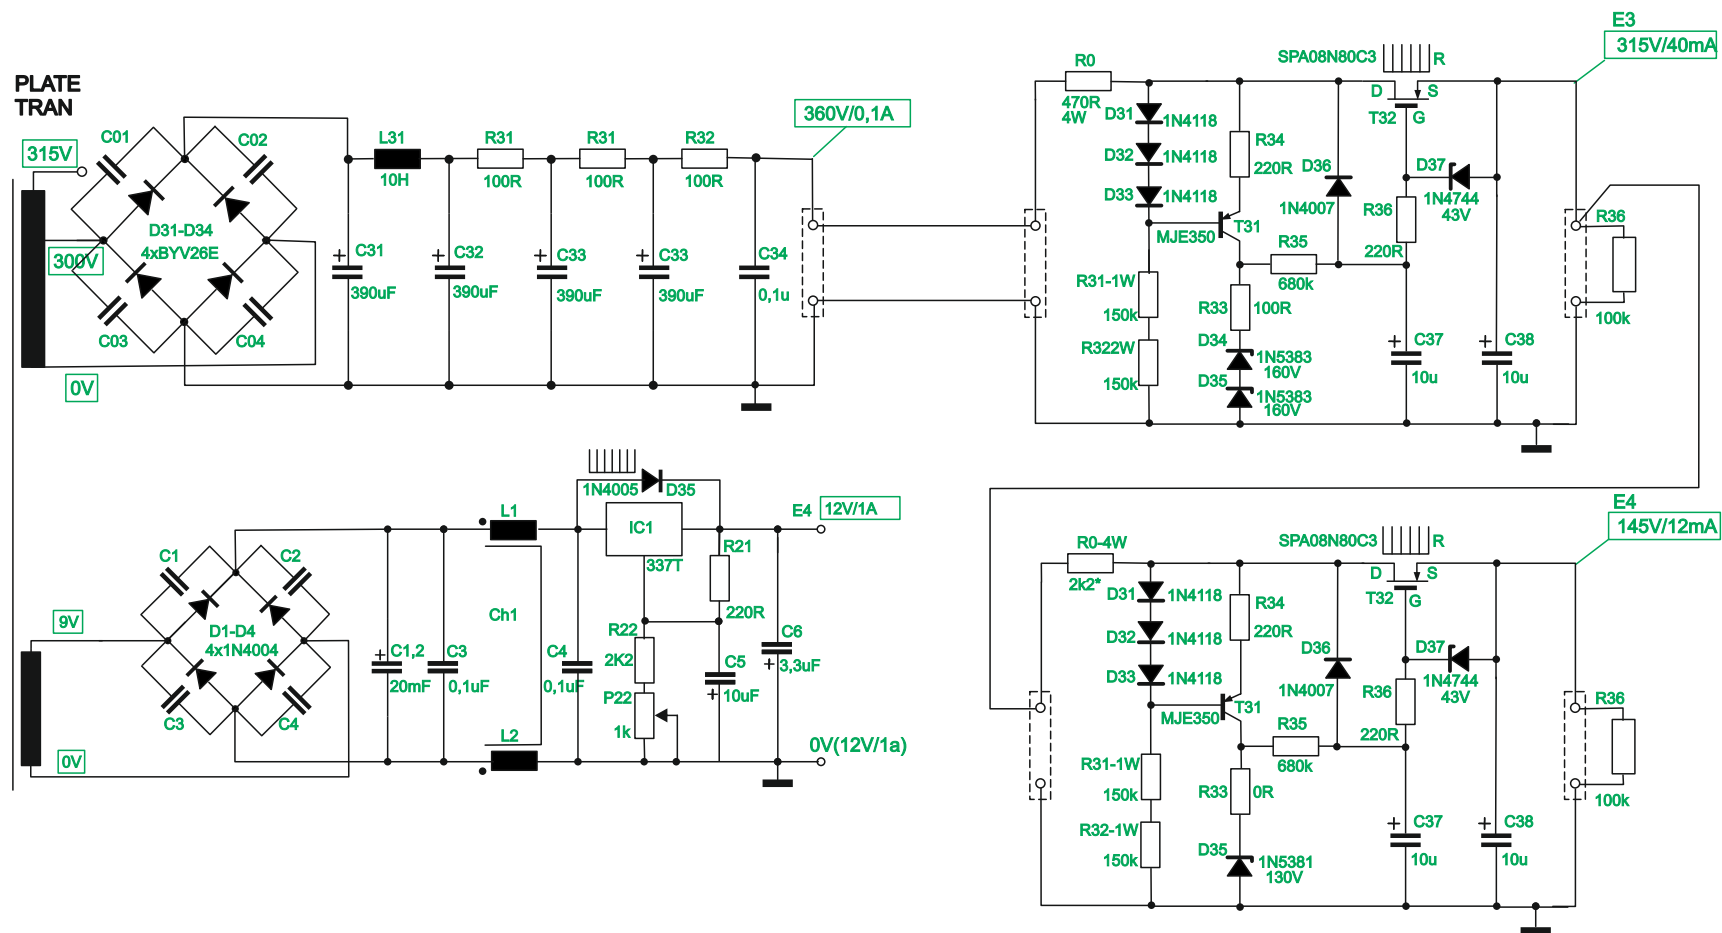 PLATE
TRAN
315V
300V
0V
C01
C02
D31-D34
4xBYV26E
C03
C04
L31
10H
R31
100R
R31
100R
R32
100R
360V/0,1A
+
C31
390uF
+
C32
390uF
+
C33
390uF
+
C33
390uF
C34
0,1u
R0
470R
4W
D31
1N4118
D32
1N4118
D33
1N4118
R34
220R
T31
MJE350
R31-1W
150k
R322W
150k
R35
680k
R33
100R
D34
1N5383
160V
D35
1N5383
160V
D36
1N4007
SPA08N80C3
R
D
S
T32
G
D37
1N4744
43V
R36
220R
+
C37
10u
+
C38
10u
E3
315V/40mA
R36
100k
9V
0V
C1
C2
D1-D4
4x1N4004
C3
C4
+
C1,2
20mF
C3
0,1uF
L1
Ch1
L2
C4
0,1uF
1N4005
D35
IC1
337T
R21
220R
R22
2K2
P22
1k
C5
+
10uF
C6
+
3,3uF
E4
12V/1A
0V(12V/1a)
R0-4W
2k2*
D31
1N4118
D32
1N4118
D33
1N4118
R34
220R
T31
MJE350
R31-1W
150k
R32-1W
150k
R35
680k
R33
0R
D35
1N5381
130V
D36
1N4007
SPA08N80C3
R
D
S
T32
G
D37
1N4744
43V
R36
220R
+
C37
10u
+
C38
10u
E4
145V/12mA
R36
100k